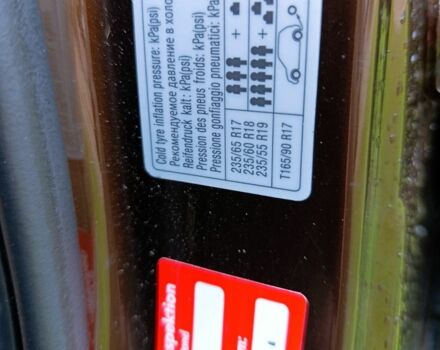 Cold tyre inflation pressure: kPa(psi)
Рекомендуемое давление в холо
Reifendruck kalt: kPa(psi)
Pression des pneus froids: kPa(psi)
Pressione gonfiaggio pneumatici: kPa
235/65 R17
235/60 R18
235/55 R19
T165/90 R17
spektion